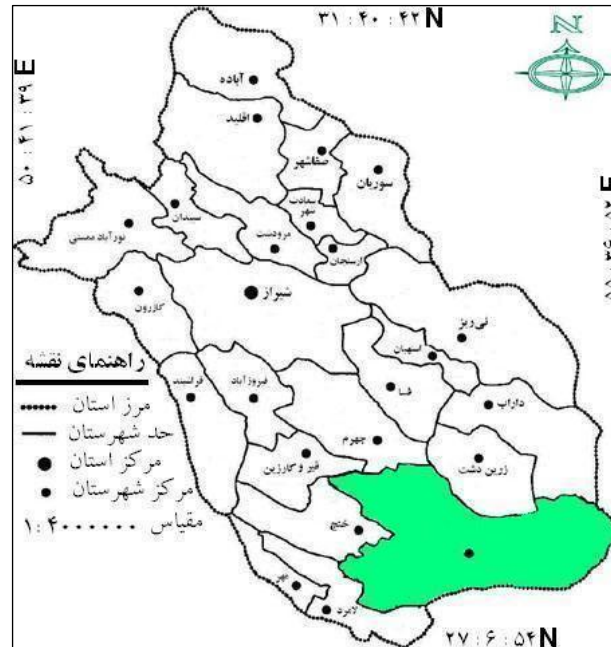 ۳۱ : ۴۰ : ۴۲ N
N
۵۰ : ۴۱ : ۳۹ E
آباده
اقلید
صفاشهر
سوریان
سپیدان
سعادت
شهر
نورآباد ممسنی
مرودشت
ارسنجان
شیراز
کازرون
نی ریز
استهبان
فراشبند
فیروزآباد
فسا
داراب
جهرم
قیر و کارزین
زرین دشت
خنج
مهر
لامرد
راهنمای نقشه
مرز استان
حد شهرستان
مرکز استان
مرکز شهرستان
مقیاس ۱:۴۰۰۰۰۰۰
۲۷ : ۶ : ۵۴ N